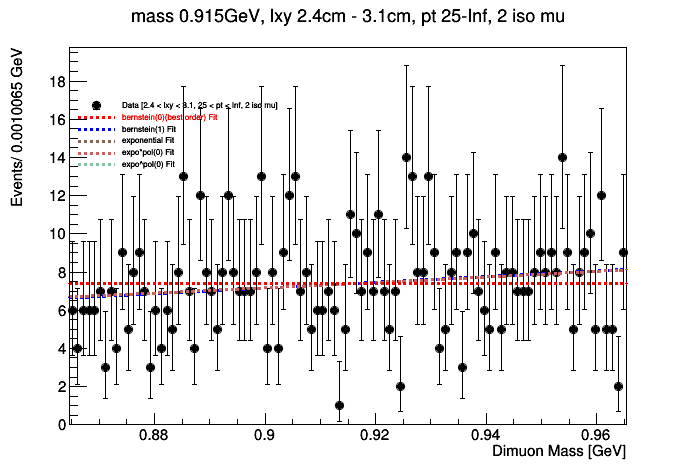 mass 0.915GeV, lxy 2.4cm - 3.1cm, pt 25-Inf, 2 iso mu
Events/ 0.0010065 GeV
18
16
14
12
10
8
6
4
2
0
Data [2.4 < lxy < 3.1, 25 < pt < Inf, 2 iso mu]
bernstein(0)(best order) Fit
bernstein(1) Fit
exponential Fit
expo*pol(0) Fit
expo*pol(0) Fit
0.88 0.9 0.92 0.94 0.96
Dimuon Mass [GeV]